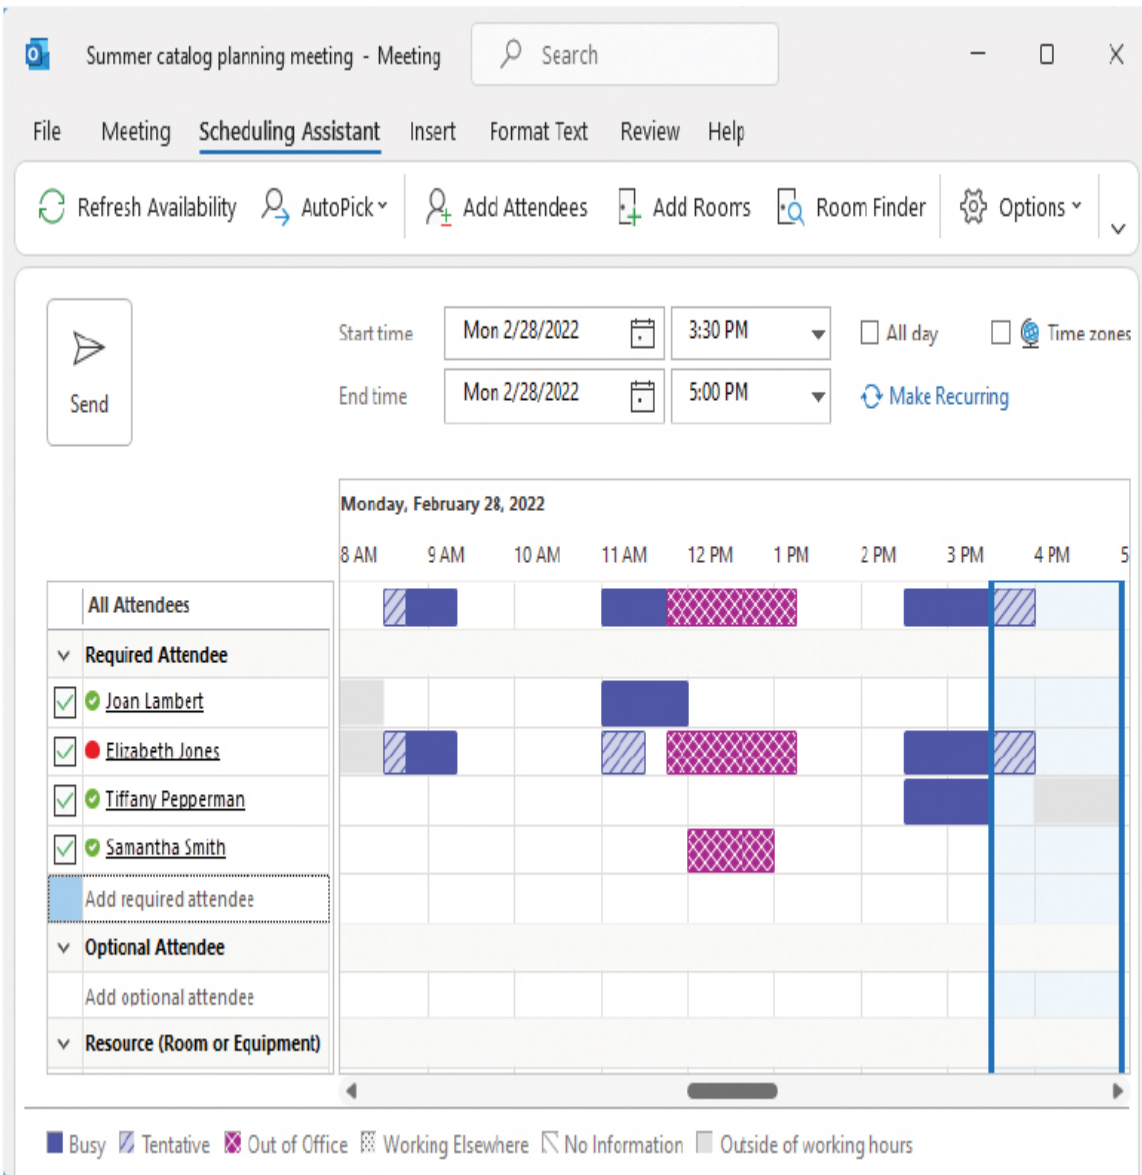 Summer catalog planning meeting - Meeting
Search
File Meeting Scheduling Assistant Insert Format Text Review Help
Refresh Availability AutoPick Add Attendees Add Rooms Room Finder Options
Send
Start time Mon 2/28/2022 3:30 PM All day Time zones
End time Mon 2/28/2022 5:00 PM Make Recurring
Monday, February 28, 2022
8 AM 9 AM 10 AM 11 AM 12 PM 1 PM 2 PM 3 PM 4 PM 5
All Attendees
Required Attendee
Joan Lambert
Elizabeth Jones
Tiffany Pepperman
Samantha Smith
Add required attendee
Optional Attendee
Add optional attendee
Resource (Room or Equipment)
Busy Tentative Out of Office Working Elsewhere No Information Outside of working hours